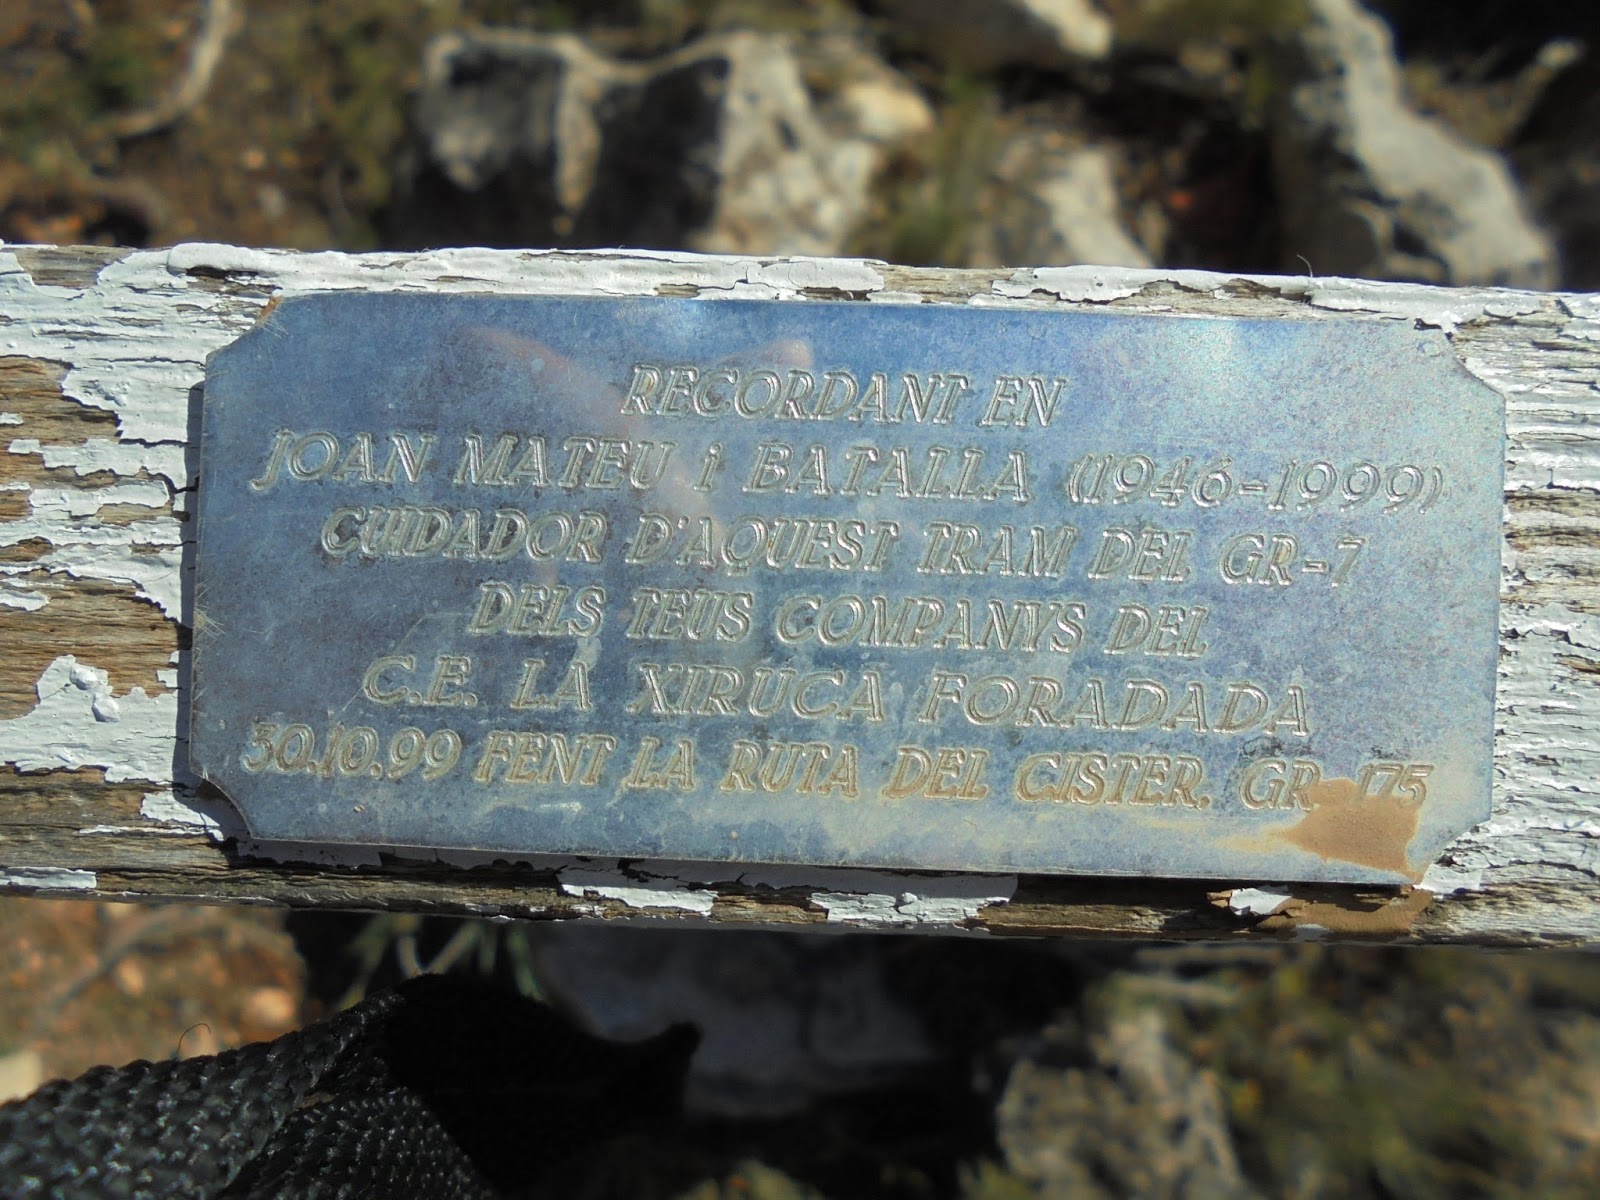 RECORDANT EN
JOAN MATEU i BATALLA (1946-1999)
CUIDADOR D'AQUEST TRAM DEL GR-7
DELS TEUS COMPANYS DEL
C.E. LA XIRUCA FORADADA
30.10.99 FENT LA RUTA DEL CISTER. GR-175